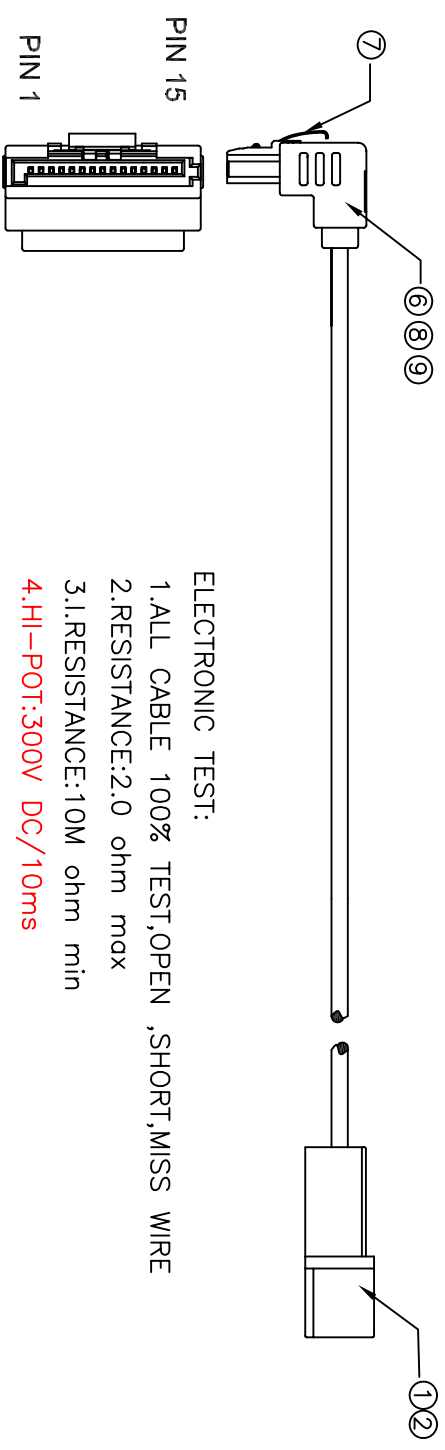 ⑦
⑥⑧⑨
①②
PIN 15
PIN 1
ELECTRONIC TEST:
1.ALL CABLE 100% TEST,OPEN ,SHORT,MISS WIRE
2.RESISTANCE:2.0 ohm max
3.I.RESISTANCE:10M ohm min
4.HI-POT:300V DC/10ms